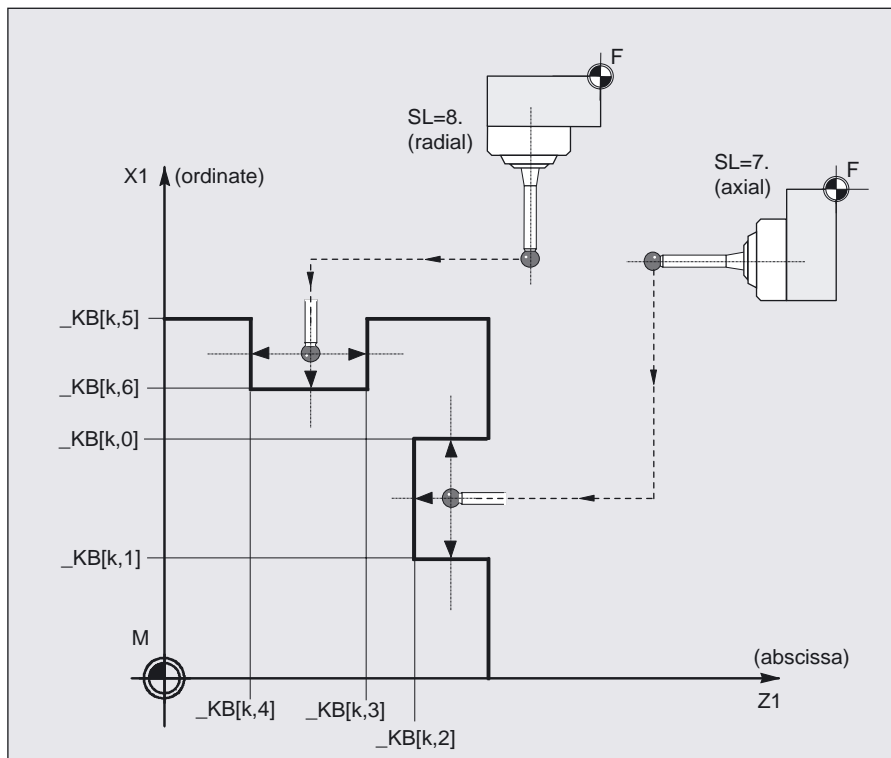 F
SL=8.
(radial)
SL=7.
(axial)
F
X1 (ordinate)
_KB[k,5]
_KB[k,6]
_KB[k,0]
_KB[k,1]
M
(abscissa)
Z1
_KB[k,4]
_KB[k,3]
_KB[k,2]